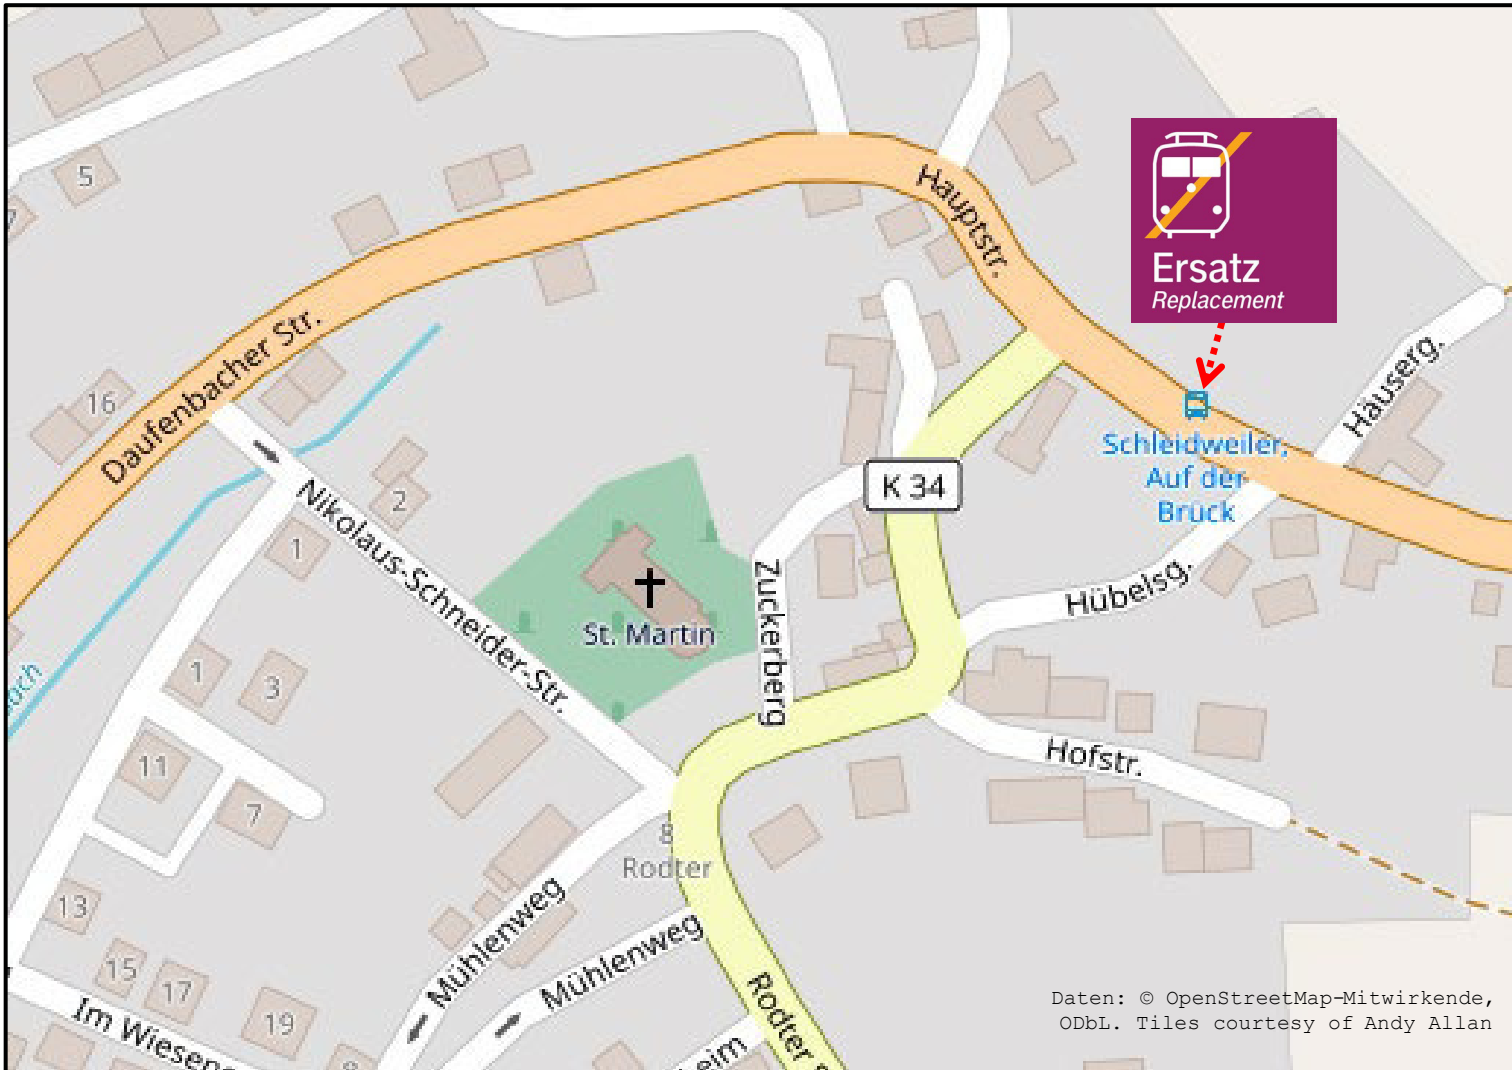 5
Hauptstr.
Ersatz
Replacement
Daufenbacher Str.
16
Häuserg.
Schleidweiler,
Auf der
Brück
K 34
2
Nikolaus-Schneider-Str.
1
Zuckerberg
Hübelsg.
St. Martin
1
3
Hofstr.
11
7
8
Rodter
13
Mühlenweg
Mühlenweg
15
17
19
Im Wiesen
Rodter
heim
Daten: © OpenStreetMap-Mitwirkende,
ODbL. Tiles courtesy of Andy Allan